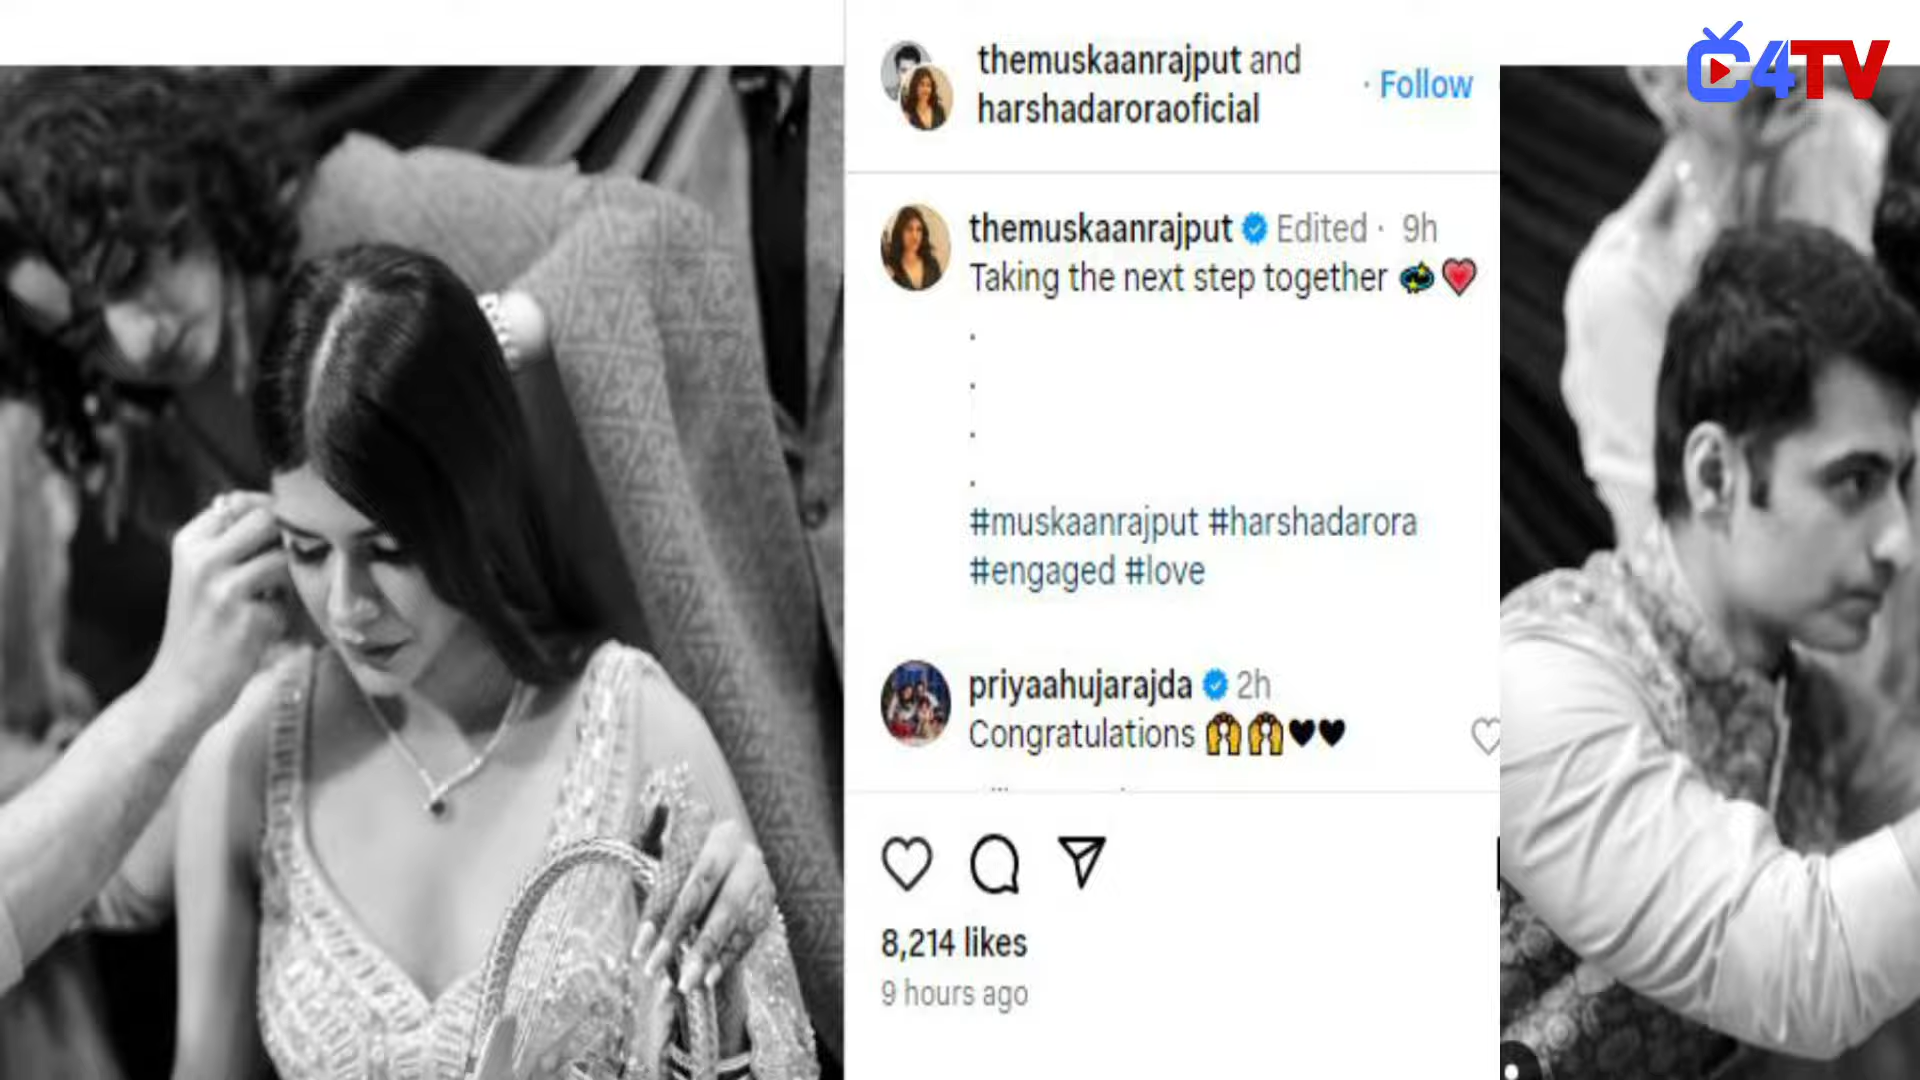 C4TV
themuskaanrajput and
harshadaroraoficial
· Follow
themuskaanrajput Edited · 9h
Taking the next step together 💫❤️
.
.
.
.
#muskaanrajput #harshadarora
#engaged #love
priyaahujarajda 2h
Congratulations 🙌🙌🖤🖤
8,214 likes
9 hours ago